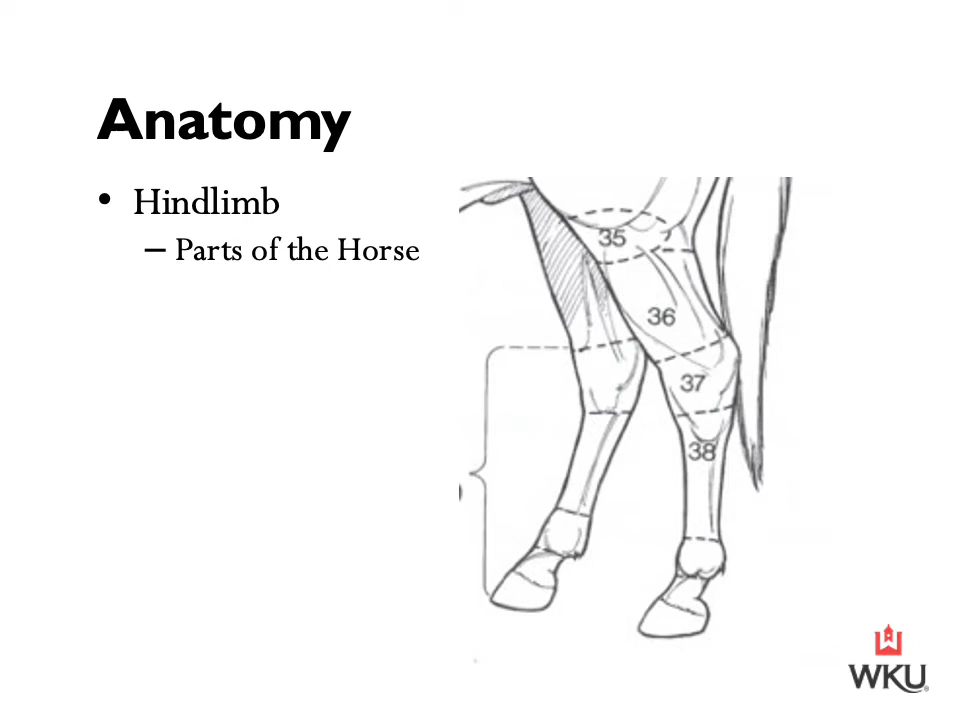 Anatomy
• Hindlimb
– Parts of the Horse
35
36
37
38
WKU®